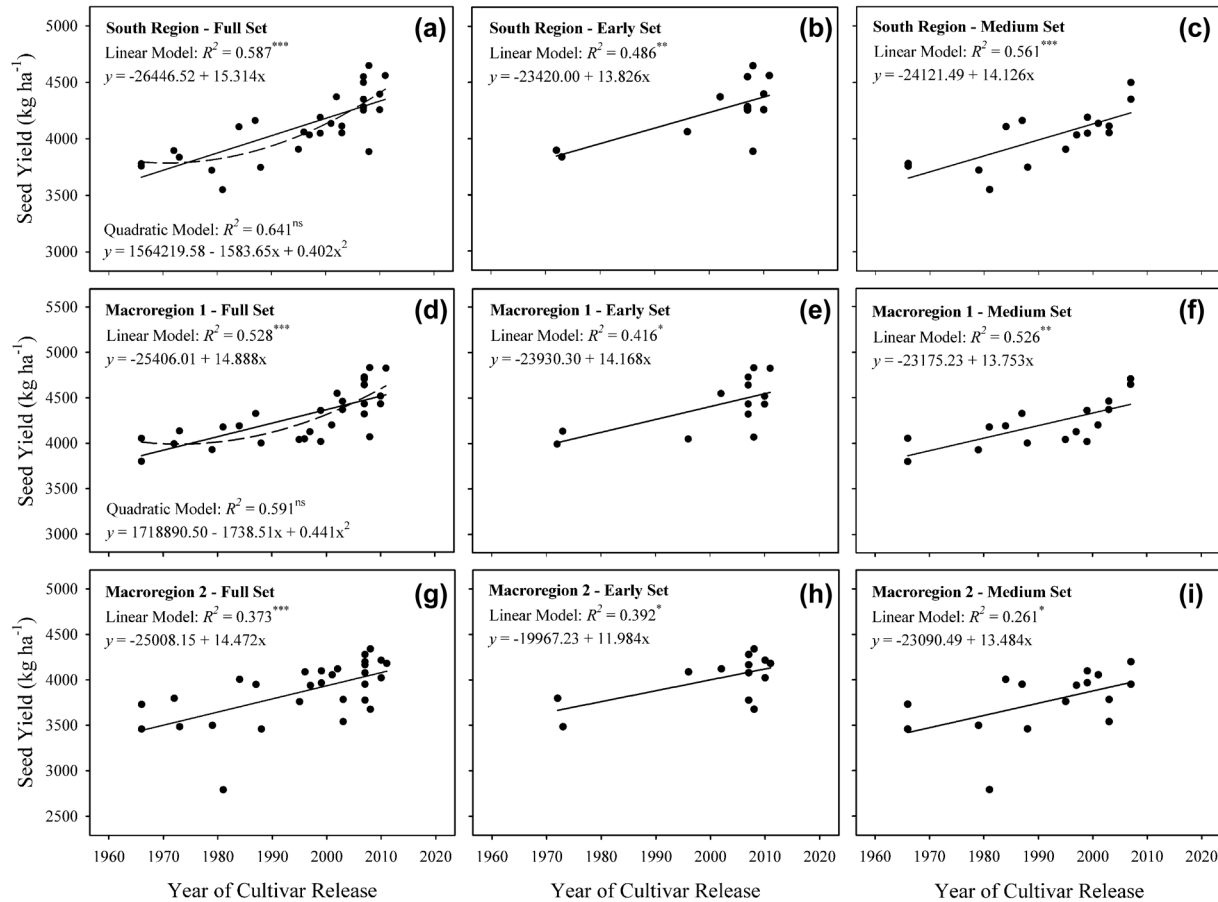 South Region - Full Set
(a)
Linear Model: R² = 0.587***
y = -26446.52 + 15.314x
Quadratic Model: R² = 0.641ns
y = 1564219.58 - 1583.65x + 0.402x²
South Region - Early Set
(b)
Linear Model: R² = 0.486**
y = -23420.00 + 13.826x
South Region - Medium Set
(c)
Linear Model: R² = 0.561***
y = -24121.49 + 14.126x
5000
4500
4000
3500
3000
Seed Yield (kg ha⁻¹)
Macroregion 1 - Full Set
(d)
Linear Model: R² = 0.528***
y = -25406.01 + 14.888x
Quadratic Model: R² = 0.591ns
y = 1718890.50 - 1738.51x + 0.441x²
Macroregion 1 - Early Set
(e)
Linear Model: R² = 0.416*
y = -23930.30 + 14.168x
Macroregion 1 - Medium Set
(f)
Linear Model: R² = 0.526**
y = -23175.23 + 13.753x
5500
5000
4500
4000
3500
3000
Seed Yield (kg ha⁻¹)
Macroregion 2 - Full Set
(g)
Linear Model: R² = 0.373***
y = -25008.15 + 14.472x
Macroregion 2 - Early Set
(h)
Linear Model: R² = 0.392*
y = -19967.23 + 11.984x
Macroregion 2 - Medium Set
(i)
Linear Model: R² = 0.261*
y = -23090.49 + 13.484x
5000
4500
4000
3500
3000
2500
Seed Yield (kg ha⁻¹)
1960 1970 1980 1990 2000 2010 2020
1960 1970 1980 1990 2000 2010 2020
1960 1970 1980 1990 2000 2010 2020
Year of Cultivar Release
Year of Cultivar Release
Year of Cultivar Release